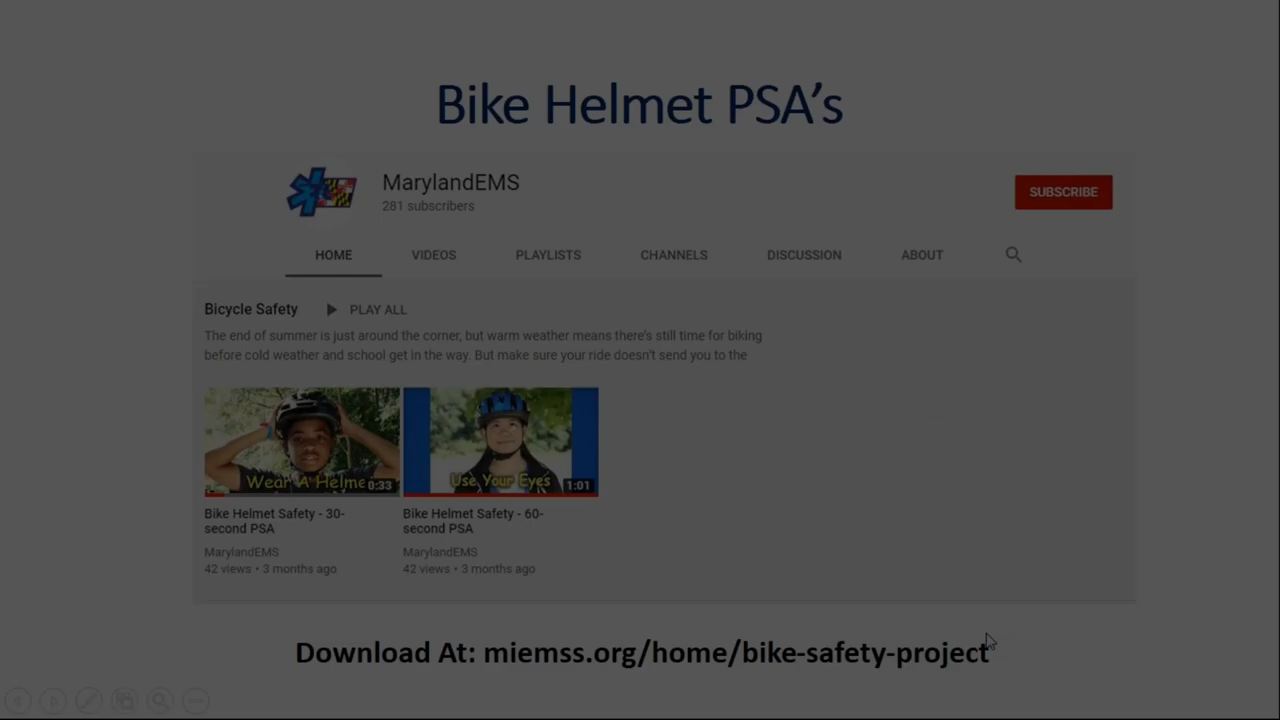 Bike Helmet PSA’s
MarylandEMS
281 subscribers
SUBSCRIBE
HOME VIDEOS PLAYLISTS CHANNELS DISCUSSION ABOUT
Bicycle Safety PLAY ALL
The end of summer is just around the corner, but warm weather means there's still time for biking
before cold weather and school get in the way. But make sure your ride doesn't send you to the
Wear A Helme 0:33
Use Your Eyes 1:01
Bike Helmet Safety - 30-
second PSA
MarylandEMS
42 views • 3 months ago
Bike Helmet Safety - 60-
second PSA
MarylandEMS
42 views • 3 months ago
Download At: miemss.org/home/bike-safety-project